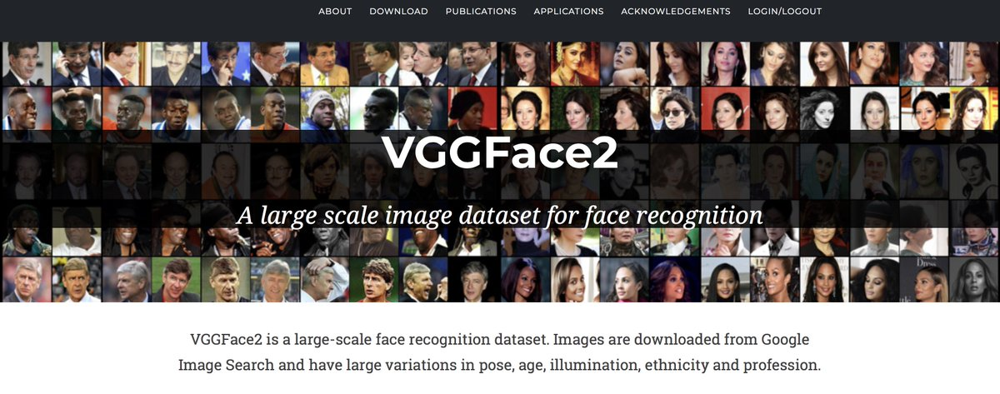 ABOUT DOWNLOAD PUBLICATIONS APPLICATIONS ACKNOWLEDGEMENTS LOGIN/LOGOUT
VGGFace2
A large scale image dataset for face recognition
VGGFace2 is a large-scale face recognition dataset. Images are downloaded from Google
Image Search and have large variations in pose, age, illumination, ethnicity and profession.